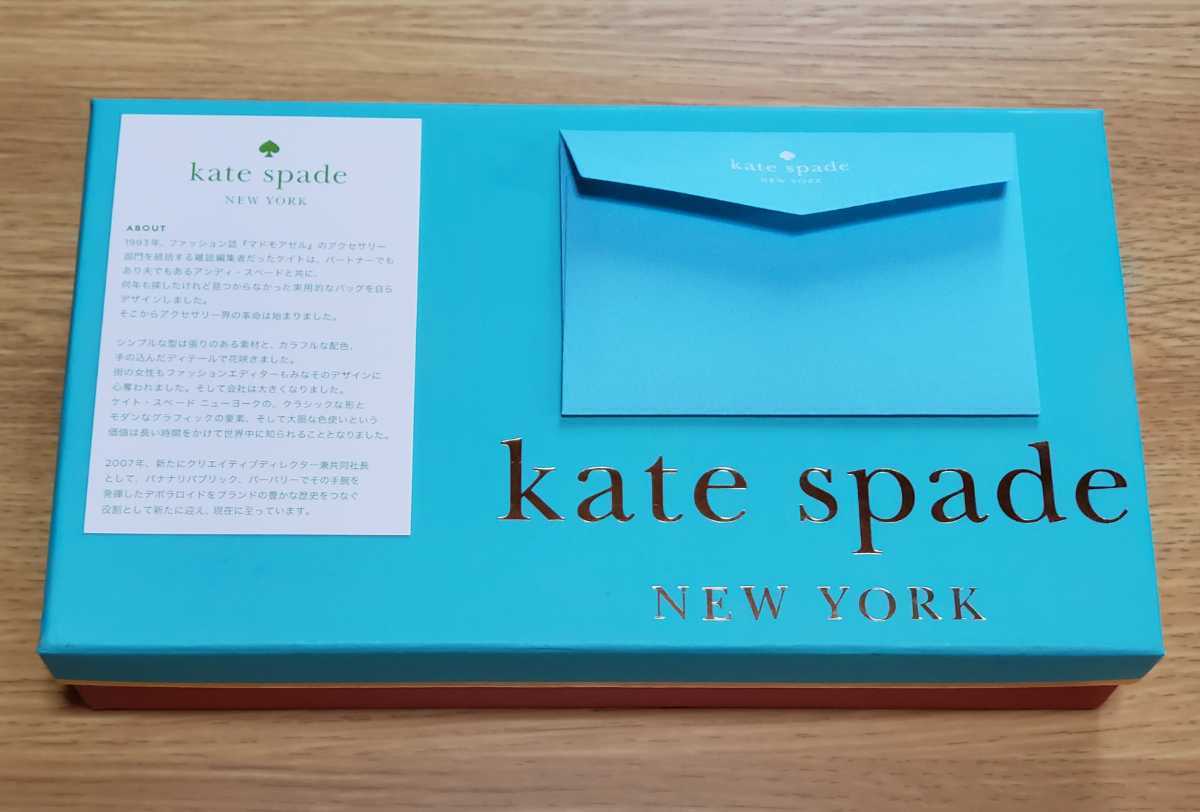 kate spade
NEW YORK
ABOUT
1993年、ファッション誌『マドモアゼル』のアクセサリー
部門を統括する雑誌編集者だったケイトは、パートナーでも
あり夫でもあるアンディ・スペードと共に、
何年も探したけれど見つからなかった実用的なバッグを自ら
デザインしました。
そこからアクセサリー界の革命は始まりました。
シンプルな型は張りのある素材と、カラフルな配色、
手の込んだディテールで花咲きました。
街の女性もファッションエディターもみなそのデザインに
心奪われました。そして会社は大きくなりました。
ケイト・スペード ニューヨークの、クラシックな形と
モダンなグラフィックの要素、そして大胆な色使いという
価値は長い時間をかけて世界中に知られることとなりました。
2007年、新たにクリエイティブディレクター兼共同社長
として、バナナリパブリック、バーバリーでその手腕を
発揮したデボラロイドをブランドの豊かな歴史をつなぐ
役割として新たに迎え、現在に至っています。
kate spade
NEW YORK
kate spade
NEW YORK